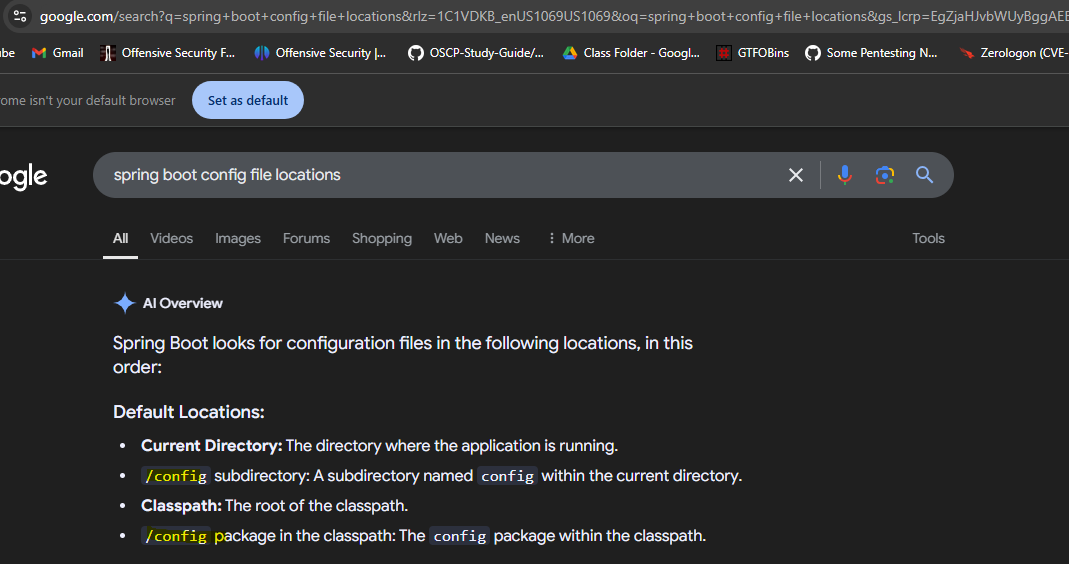 google.com/search?q=spring+boot+config+file+locations&rlz=1C1VDKB_enUS1069US1069&oq=spring+boot+config+file+locations&gs_lcrp=EgZjaHJvbWUyBggAEE
ube Gmail Offensive Security F... Offensive Security |... OSCP-Study-Guide/... Class Folder - Googl... GTFOBins Some Pentesting N... Zerologon (CVE-
ome isn't your default browser Set as default
ogle spring boot config file locations
All Videos Images Forums Shopping Web News More Tools
AI Overview
Spring Boot looks for configuration files in the following locations, in this
order:
Default Locations:
• Current Directory: The directory where the application is running.
• /config subdirectory: A subdirectory named config within the current directory.
• Classpath: The root of the classpath.
• /config package in the classpath: The config package within the classpath.